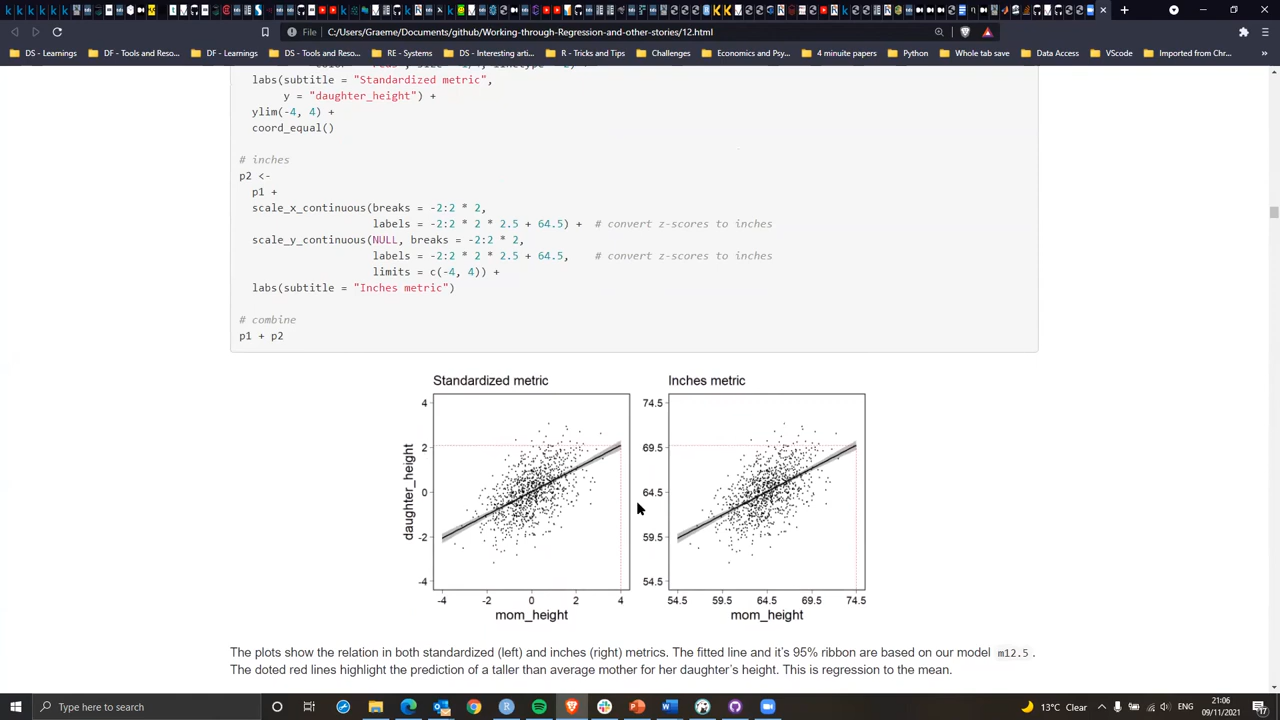 C:/Users/Graeme/Documents/github/Working-through-Regression-and-other-stories/12.html
File
DS - Learnings
DF - Tools and Reso...
DF - Learnings
DS - Tools and Reso...
RE - Systems
DS - Interesting artic...
R - Tricks and Tips
Challenges
Economics and Psy...
4 minute papers
Python
Whole tab save
Data Access
VScode
Imported from Chr...
labs(subtitle = "Standardized metric",
y = "daughter_height") +
ylim(-4, 4) +
coord_equal()
# inches
p2 <-
p1 +
scale_x_continuous(breaks = -2:2 * 2,
labels = -2:2 * 2 * 2.5 + 64.5) + # convert z-scores to inches
scale_y_continuous(NULL, breaks = -2:2 * 2,
labels = -2:2 * 2 * 2.5 + 64.5, # convert z-scores to inches
limits = c(-4, 4)) +
labs(subtitle = "Inches metric")
# combine
p1 + p2
Standardized metric
4
2
0
-2
-4
daughter_height
-4 -2 0 2 4
mom_height
Inches metric
74.5
69.5
64.5
59.5
54.5
54.5 59.5 64.5 69.5 74.5
mom_height
The plots show the relation in both standardized (left) and inches (right) metrics. The fitted line and it's 95% ribbon are based on our model m12.5 .
The doted red lines highlight the prediction of a taller than average mother for her daughter's height. This is regression to the mean.
Type here to search
13°C Clear
21:06
09/11/2021